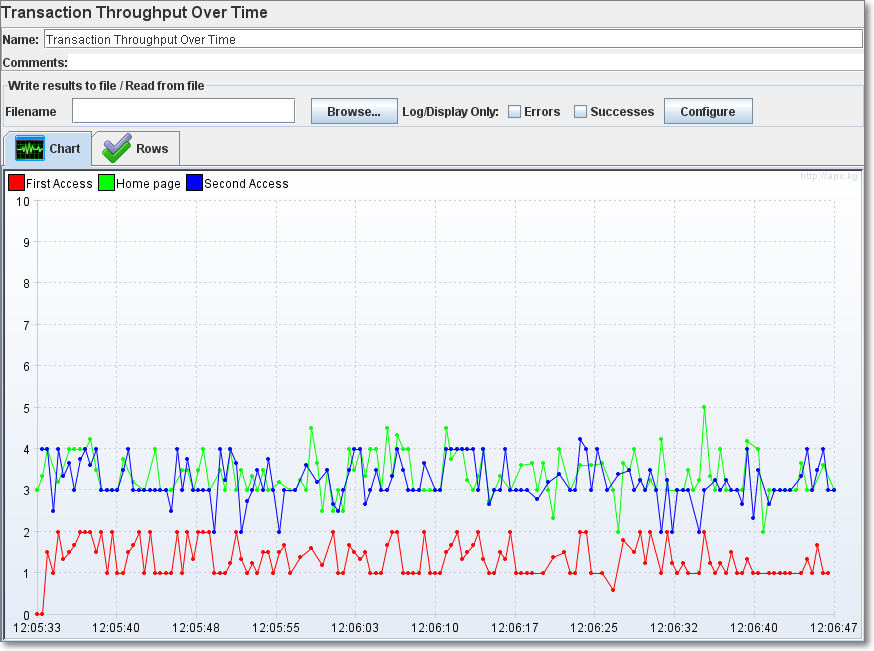 Transaction Throughput Over Time
Name: Transaction Throughput Over Time
Comments:
Write results to file / Read from file
Filename Browse... Log/Display Only: Errors Successes Configure
Chart Rows
http://apc.kg
First Access Home page Second Access
10
9
8
7
6
5
4
3
2
1
0
12:05:33 12:05:40 12:05:48 12:05:55 12:06:03 12:06:10 12:06:17 12:06:25 12:06:32 12:06:40 12:06:47